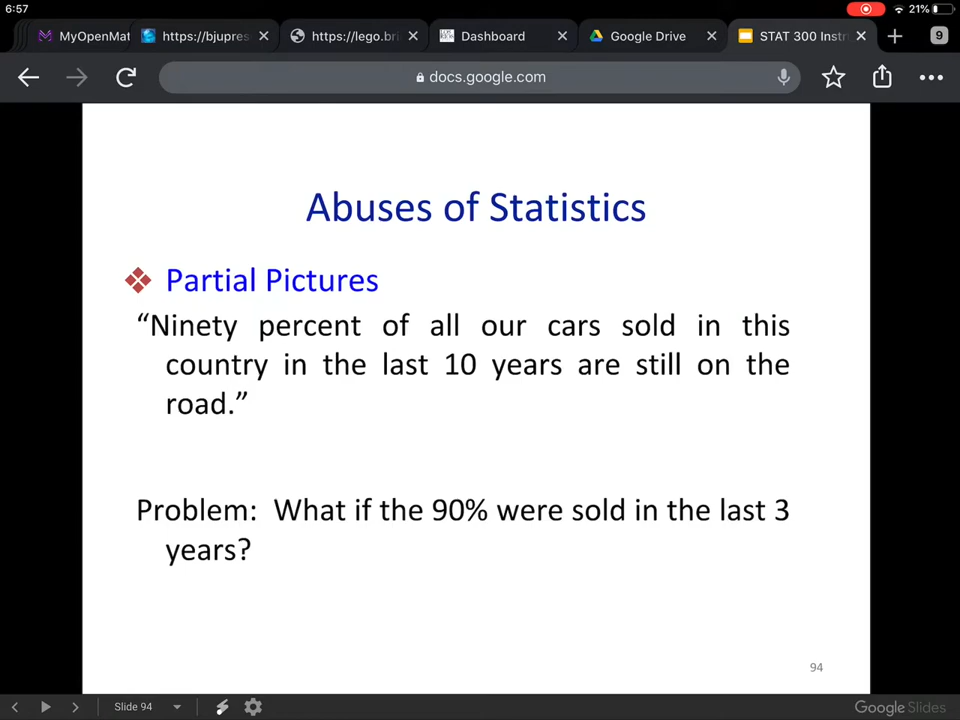 6:57
21%
MyOpenMat
https://bjupres
https://lego.bri
Dashboard
Google Drive
STAT 300 Instr
9
docs.google.com
Abuses of Statistics
Partial Pictures
“Ninety percent of all our cars sold in this
country in the last 10 years are still on the
road.”
Problem: What if the 90% were sold in the last 3
years?
94
Slide 94
Google Slides